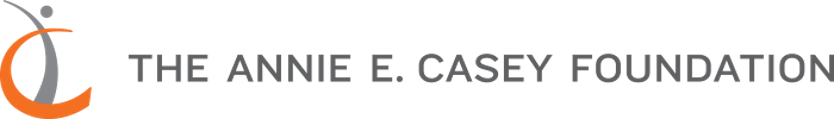 THE ANNIE E. CASEY FOUNDATION